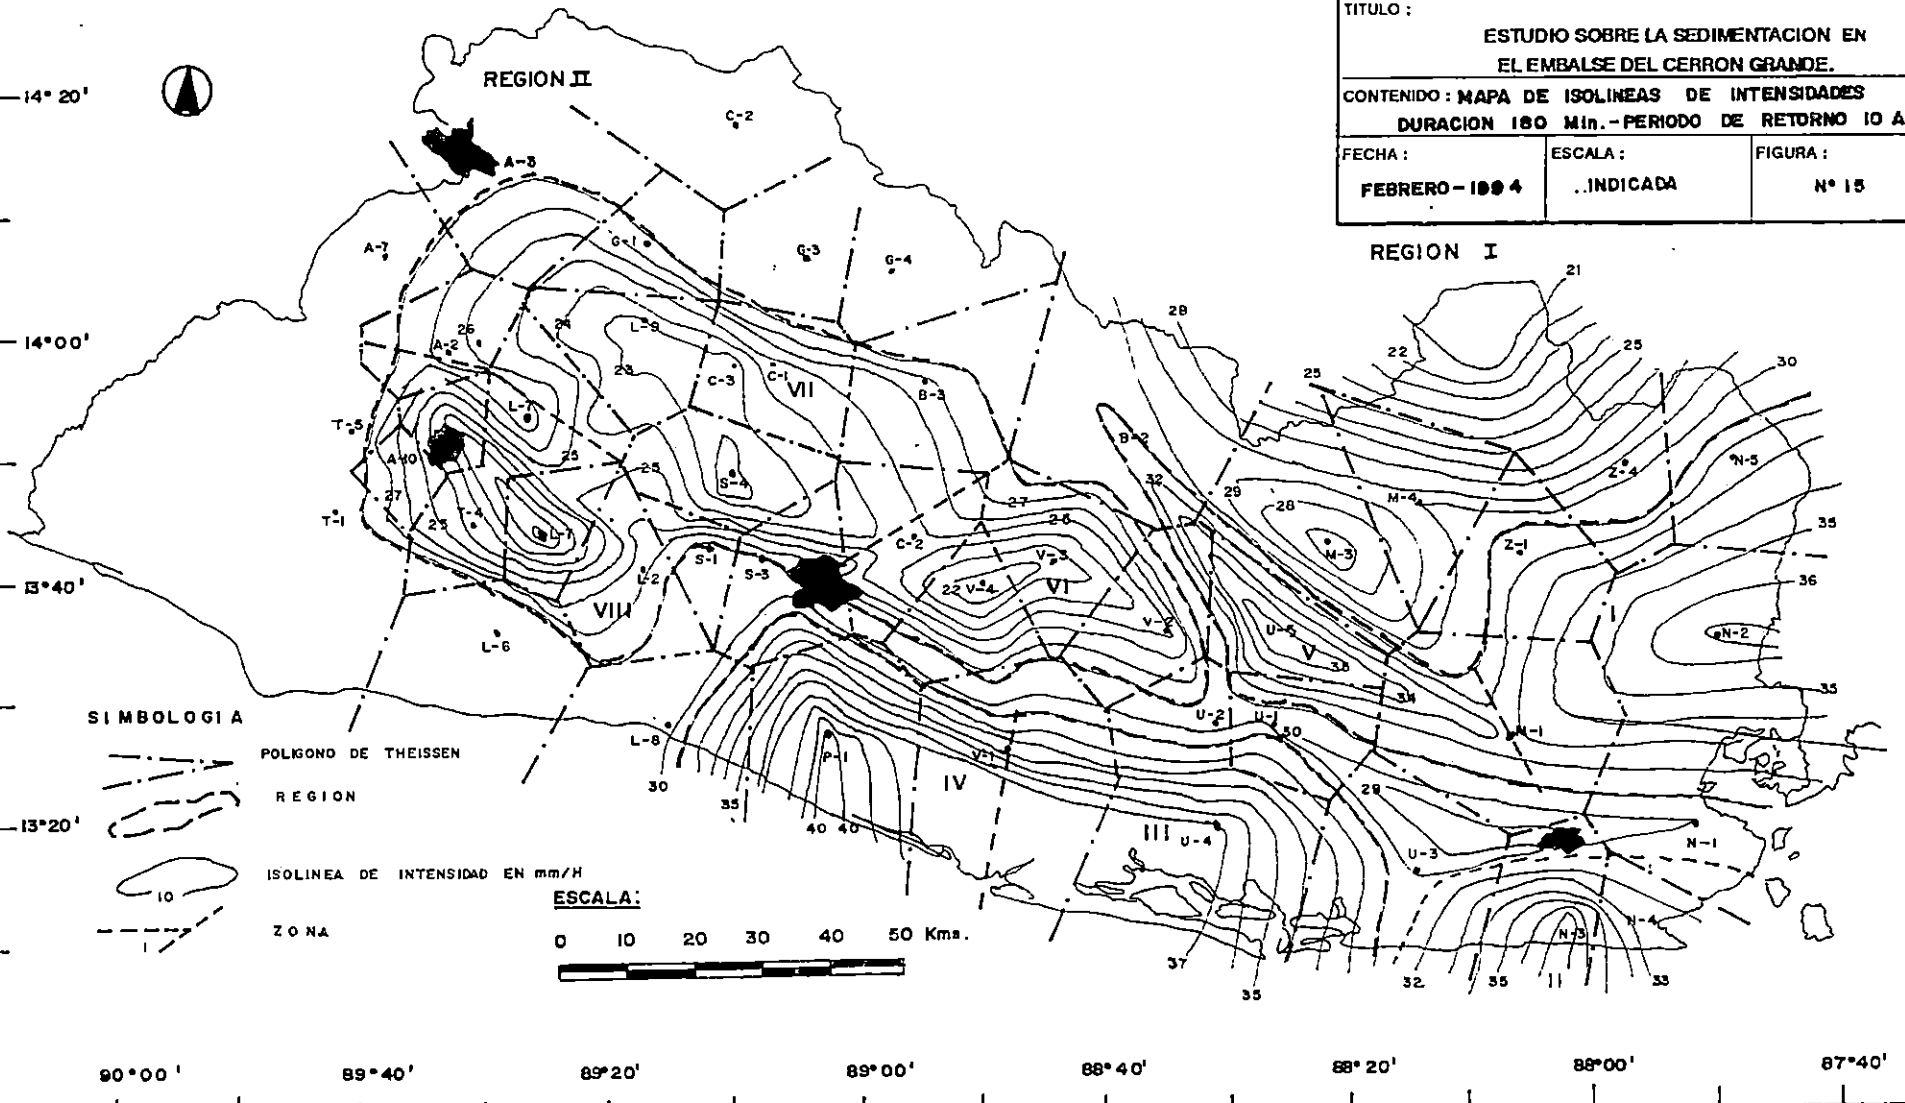 TITULO :
ESTUDIO SOBRE LA SEDIMENTACION EN
EL EMBALSE DEL CERRON GRANDE.
CONTENIDO : MAPA DE ISOLINEAS DE INTENSIDADES
DURACION 180 Min.-PERIODO DE RETORNO 10 A
FECHA :
FEBRERO-1994
ESCALA :
..INDICADA
FIGURA :
Nº 15
REGION II
REGION I
14° 20'
14° 00'
13° 40'
13° 20'
C-2
A-3
A-7
G-1
G-3
G-4
21
28
22
25
25
30
26
24
A-2
L-9
23
C-3
C-1
VII
B-3
L-7
T-5
A-10
25
25
27
25
T-4
T-1
L-7
S-4
B-2
32
29
28
M-4
M-3
Z-4
N-5
Z-1
35
27
26
C-2
V-3
22
V-4
VI
V-2
S-1
S-3
L-2
VIII
L-6
U-5
V
36
34
36
I
N-2
35
L-8
P-1
IV
V-1
U-2
U-1
30
M-1
30
35
40 40
III
U-4
29
U-3
N-1
N-4
N-3
37
35
32
35
II
33
SIMBOLOGIA
POLIGONO DE THEISSEN
REGION
ISOLINEA DE INTENSIDAD EN mm/H
10
ZONA
I
ESCALA:
0 10 20 30 40 50 Kms.
90°00' 89°40' 89°20' 89°00' 88°40' 88°20' 88°00' 87°40'